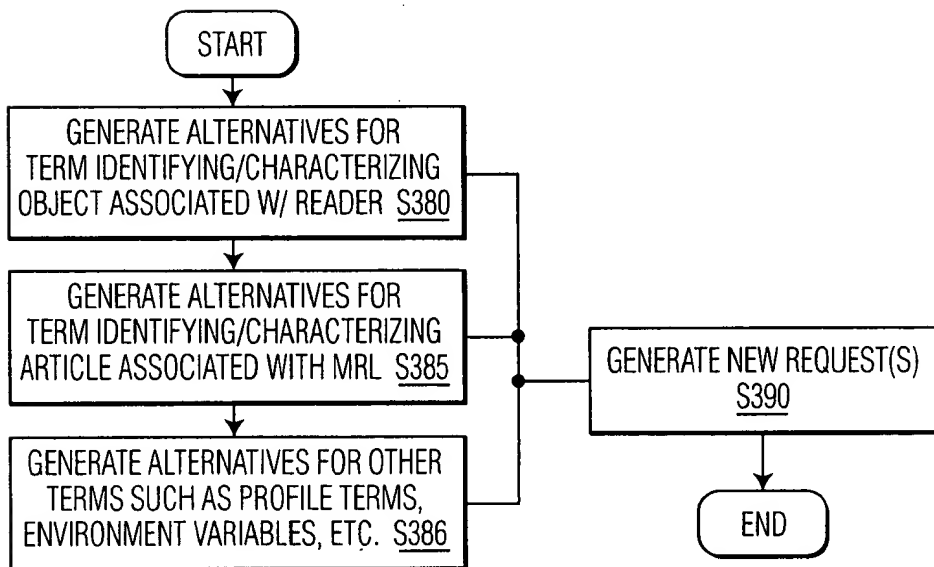 START
GENERATE ALTERNATIVES FOR
TERM IDENTIFYING/CHARACTERIZING
OBJECT ASSOCIATED W/ READER S380
GENERATE ALTERNATIVES FOR
TERM IDENTIFYING/CHARACTERIZING
ARTICLE ASSOCIATED WITH MRL S385
GENERATE ALTERNATIVES FOR OTHER
TERMS SUCH AS PROFILE TERMS,
ENVIRONMENT VARIABLES, ETC. S386
GENERATE NEW REQUEST(S)
S390
END